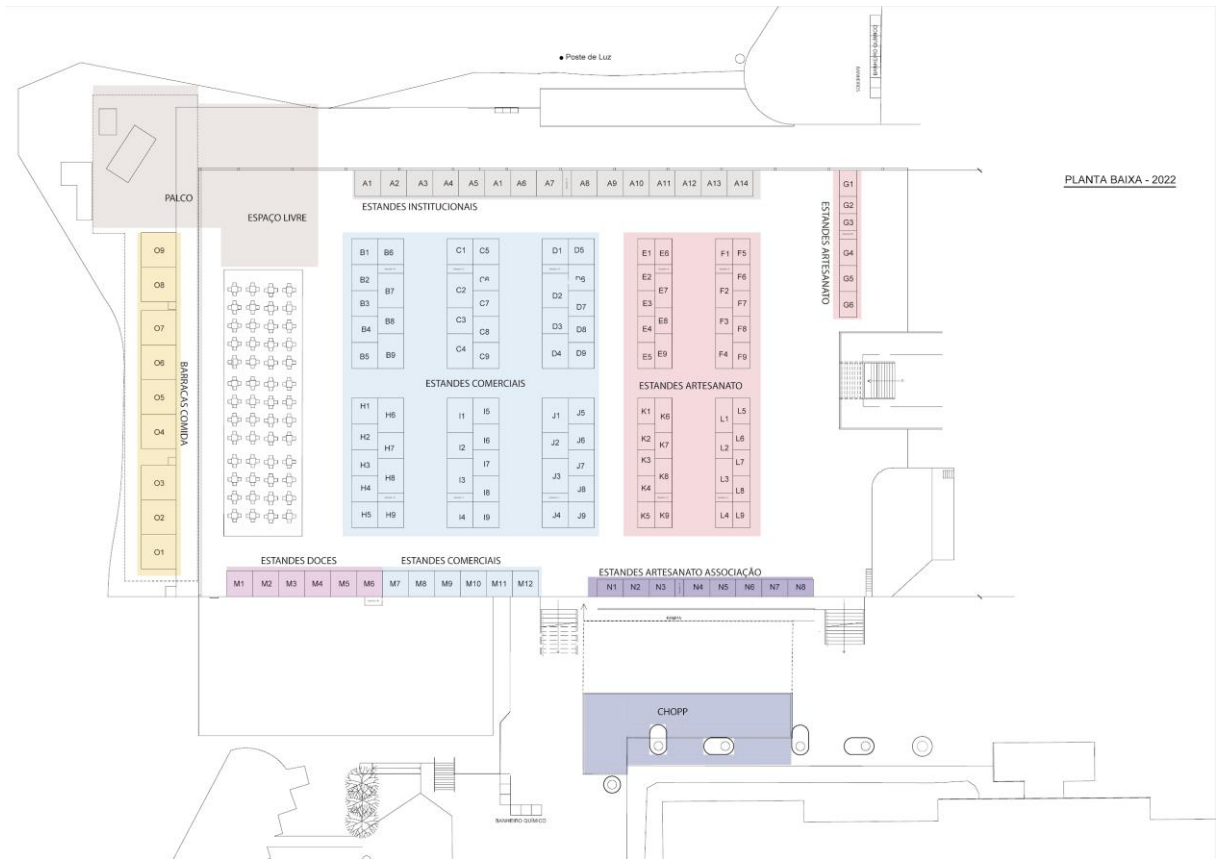 Poste de Luz
BANHEIROS
BANHEIRO QUÍMICO
PLANTA BAIXA - 2022
PALCO
ESPAÇO LIVRE
A1 A2 A3 A4 A5 A1 A6 A7 A8 A9 A10 A11 A12 A13 A14
ESTANDES INSTITUCIONAIS
G1
G2
G3
G4
G5
G6
ESTANDES ARTESANATO
O9
O8
O7
O6
O5
O4
O3
O2
O1
BARRACAS COMIDA
B1 B6 C1 C5 D1 D5 E1 E6 F1 F5
B2 C6 D6 E2 F6
B7 C2 D2 E7 F2
B3 C7 D7 E3 F7
B4 B8 C3 C8 D3 D8 E4 E8 F3 F8
B5 B9 C4 C9 D4 D9 E5 E9 F4 F9
ESTANDES COMERCIAIS
ESTANDES ARTESANATO
H1 H6 I1 I5 J1 J5 K1 K6 L1 L5
H2 H7 I2 I6 J2 J6 K2 K7 L2 L6
H3 I7 J7 K3 L7
H4 H8 I3 I8 J3 J8 K4 K8 L3 L8
H5 H9 I4 I9 J4 J9 K5 K9 L4 L9
ESTANDES DOCES
ESTANDES COMERCIAIS
ESTANDES ARTESANATO ASSOCIAÇÃO
M1 M2 M3 M4 M5 M6 M7 M8 M9 M10 M11 M12
N1 N2 N3 N4 N5 N6 N7 N8
CHOPP
BANHEIRO QUÍMICO